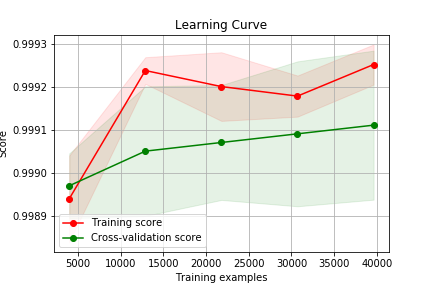 Learning Curve
0.9993
0.9992
0.9991
0.9990
0.9989
Score
Training score
Cross-validation score
5000 10000 15000 20000 25000 30000 35000 40000
Training examples